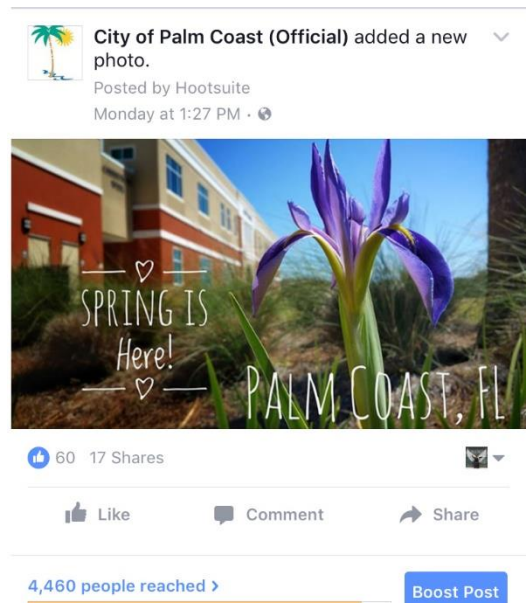 City of Palm Coast (Official) added a new
photo.
Posted by Hootsuite
Monday at 1:27 PM ·
SPRING IS
Here!
PALM COAST, FL
60 17 Shares
Like Comment Share
4,460 people reached >
Boost Post